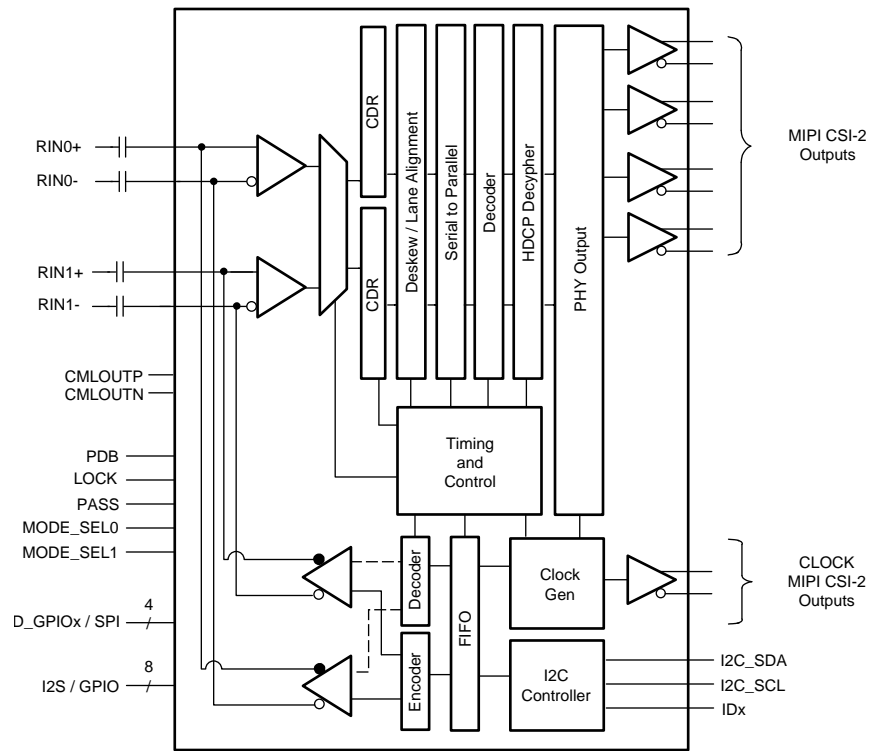 RIN0+
RIN0-
RIN1+
RIN1-
CMLOUTP
CMLOUTN
PDB
LOCK
PASS
MODE_SEL0
MODE_SEL1
4
D_GPIOx / SPI
8
I2S / GPIO
CDR
CDR
Deskew / Lane Alignment
Serial to Parallel
Decoder
HDCP Decypher
PHY Output
Timing
and
Control
Decoder
Encoder
FIFO
Clock
Gen
I2C
Controller
MIPI CSI-2
Outputs
CLOCK
MIPI CSI-2
Outputs
I2C_SDA
I2C_SCL
IDx